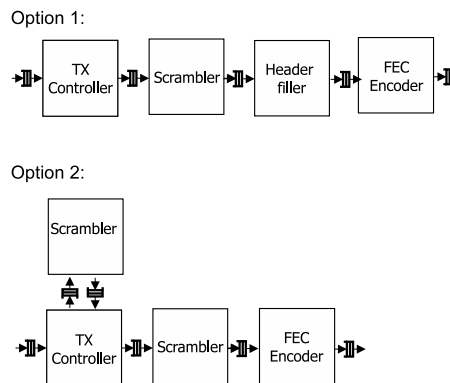 Option 1:
TX
Controller
Scrambler
Header
filler
FEC
Encoder
Option 2:
Scrambler
TX
Controller
Scrambler
FEC
Encoder